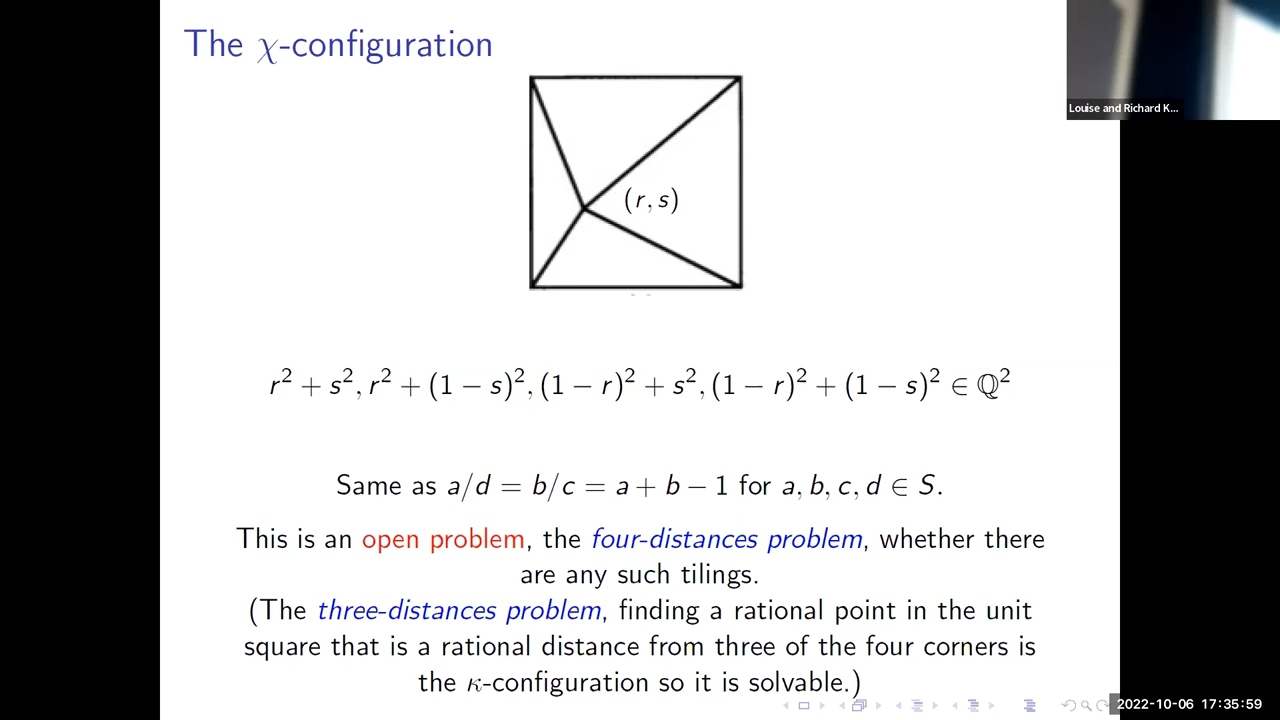 The χ-configuration
Louise and Richard K...
(r, s)
r² + s², r² + (1 − s)², (1 − r)² + s², (1 − r)² + (1 − s)² ∈ ℚ²
Same as a/d = b/c = a + b − 1 for a, b, c, d ∈ S.
This is an open problem, the four-distances problem, whether there
are any such tilings.
(The three-distances problem, finding a rational point in the unit
square that is a rational distance from three of the four corners is
the κ-configuration so it is solvable.)
2022-10-06 17:35:59